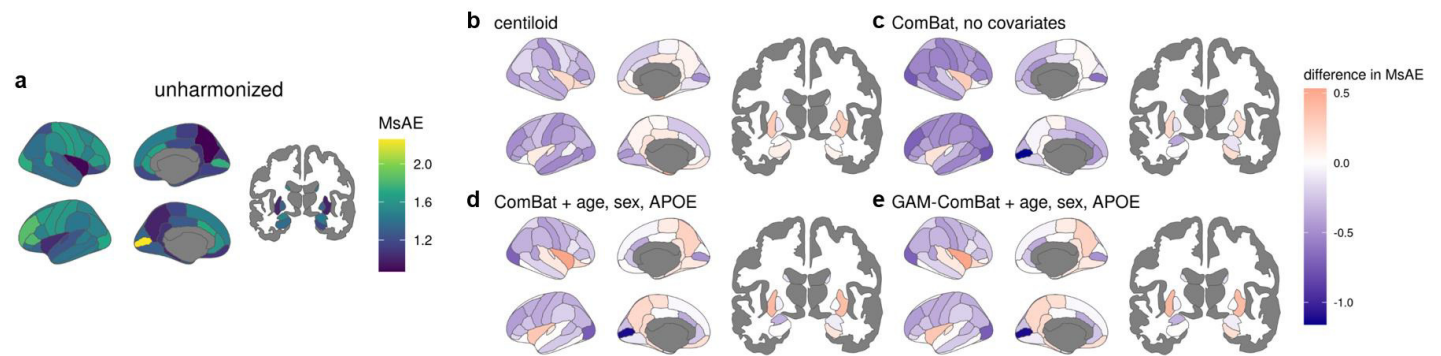 a
unharmonized
MsAE
2.0
1.6
1.2
b centiloid
c ComBat, no covariates
d ComBat + age, sex, APOE
e GAM-ComBat + age, sex, APOE
difference in MsAE
0.5
0.0
-0.5
-1.0